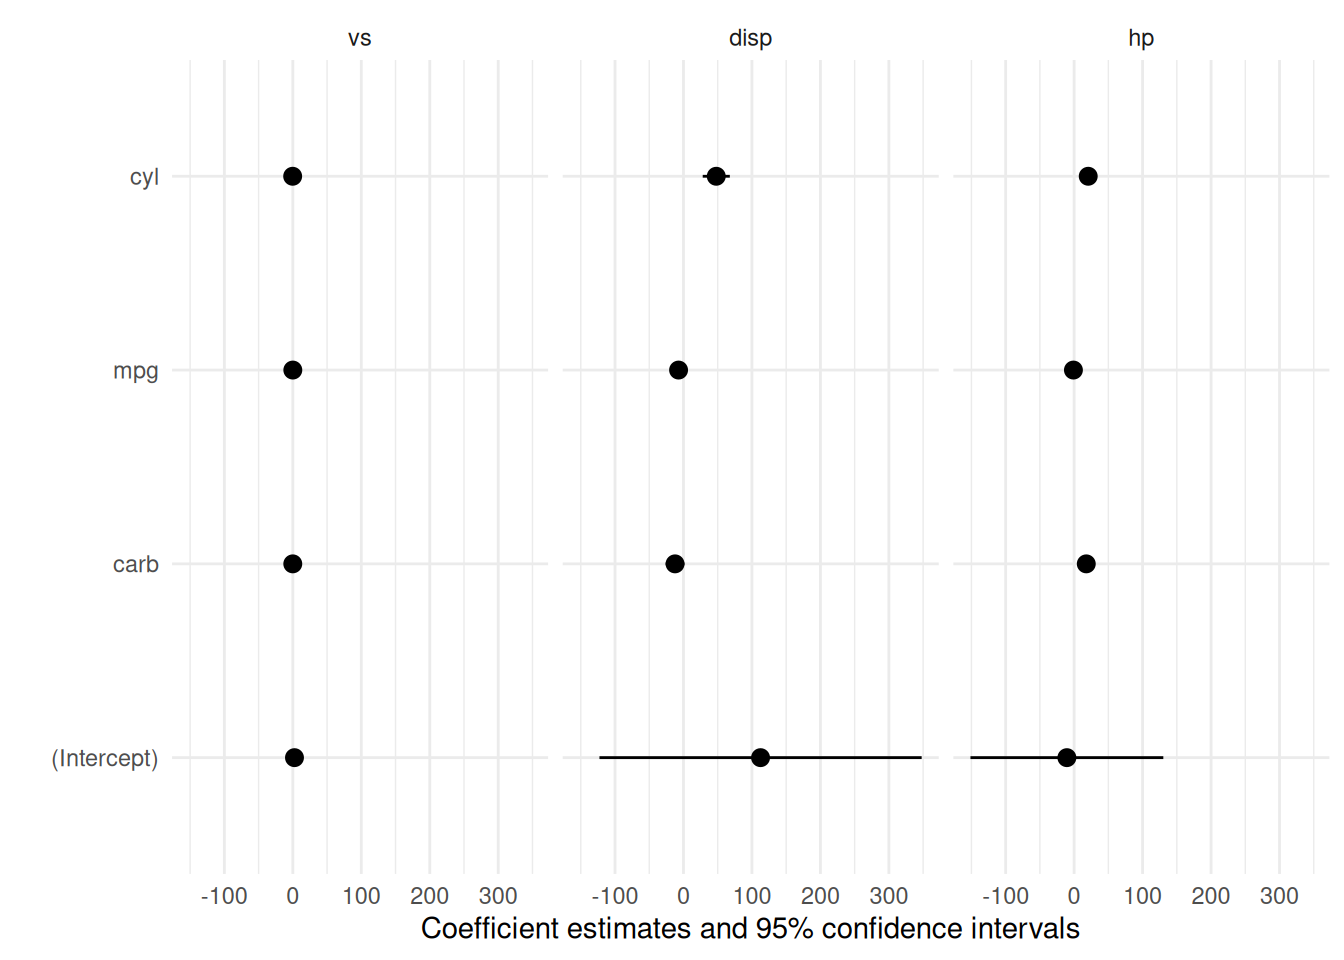 vs disp hp
cyl
mpg
carb
(Intercept)
-100 0 100 200 300 -100 0 100 200 300 -100 0 100 200 300
Coefficient estimates and 95% confidence intervals